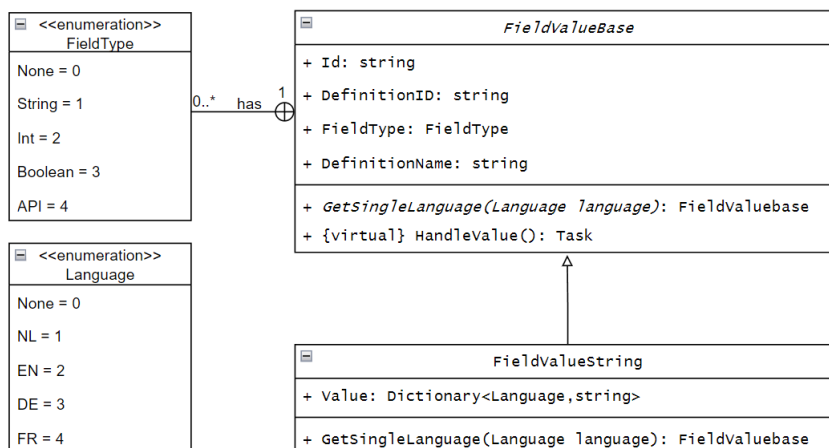 <<enumeration>>
FieldType
None = 0
String = 1
Int = 2
Boolean = 3
API = 4
0..* has 1
FieldValueBase
+ Id: string
+ DefinitionID: string
+ FieldType: FieldType
+ DefinitionName: string
+ GetSingleLanguage(Language language): FieldValuebase
+ {virtual} HandleValue(): Task
<<enumeration>>
Language
None = 0
NL = 1
EN = 2
DE = 3
FR = 4
FieldValueString
+ Value: Dictionary<Language,string>
+ GetSingleLanguage(Language language): FieldValuebase